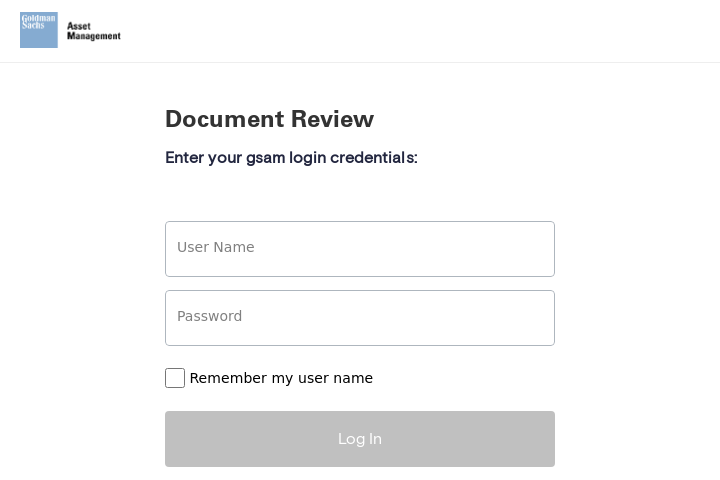 Goldman
Sachs
Asset
Management
Document Review
Enter your gsam login credentials:
User Name
Password
Remember my user name
Log In